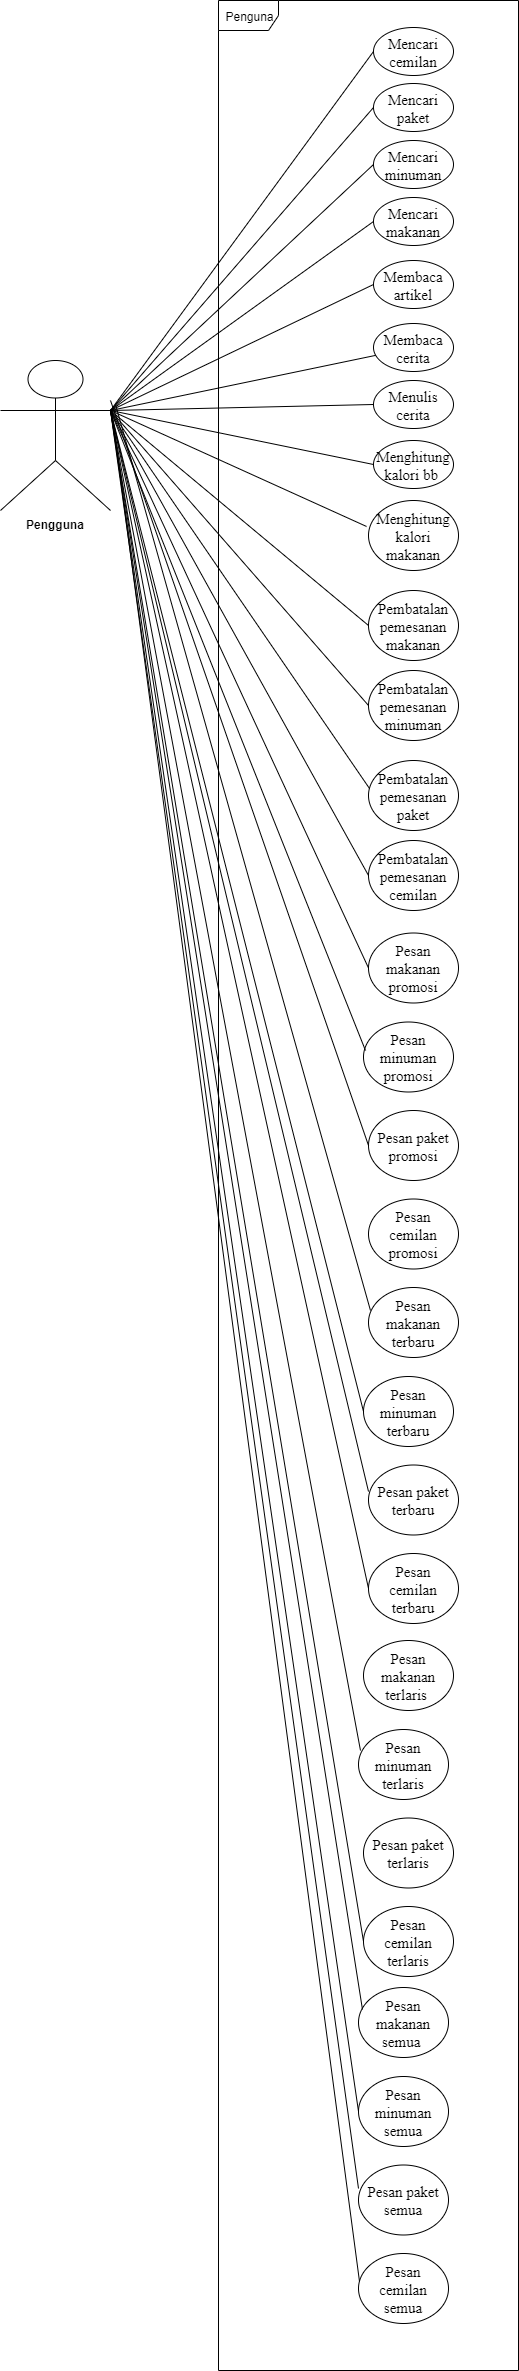 Penguna
Mencari
cemilan
Mencari
paket
Mencari
minuman
Mencari
makanan
Membaca
artikel
Membaca
cerita
Menulis
cerita
Menghitung
kalori bb
Menghitung
kalori
makanan
Pengguna
Pembatalan
pemesanan
makanan
Pembatalan
pemesanan
minuman
Pembatalan
pemesanan
paket
Pembatalan
pemesanan
cemilan
Pesan
makanan
promosi
Pesan
minuman
promosi
Pesan paket
promosi
Pesan
cemilan
promosi
Pesan
makanan
terbaru
Pesan
minuman
terbaru
Pesan paket
terbaru
Pesan
cemilan
terbaru
Pesan
makanan
terlaris
Pesan
minuman
terlaris
Pesan paket
terlaris
Pesan
cemilan
terlaris
Pesan
makanan
semua
Pesan
minuman
semua
Pesan paket
semua
Pesan
cemilan
semua